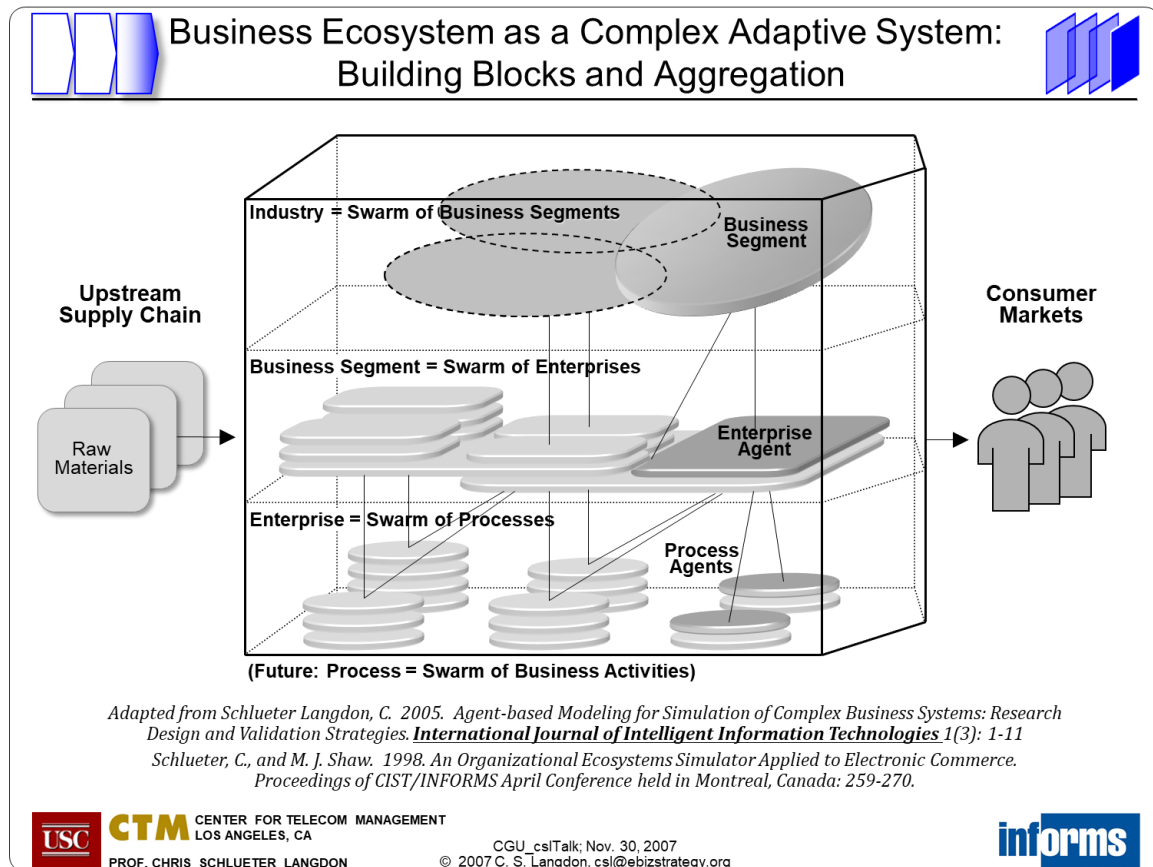 Business Ecosystem as a Complex Adaptive System:
Building Blocks and Aggregation
Industry = Swarm of Business Segments
Business
Segment
Upstream
Supply Chain
Consumer
Markets
Business Segment = Swarm of Enterprises
Raw
Materials
Enterprise
Agent
Enterprise = Swarm of Processes
Process
Agents
(Future: Process = Swarm of Business Activities)
Adapted from Schlueter Langdon, C. 2005. Agent-based Modeling for Simulation of Complex Business Systems: Research
Design and Validation Strategies. International Journal of Intelligent Information Technologies 1(3): 1-11
Schlueter, C., and M. J. Shaw. 1998. An Organizational Ecosystems Simulator Applied to Electronic Commerce.
Proceedings of CIST/INFORMS April Conference held in Montreal, Canada: 259-270.
USC
CTM
CENTER FOR TELECOM MANAGEMENT
LOS ANGELES, CA
PROF. CHRIS SCHLUETER LANGDON
CGU_cslTalk; Nov. 30, 2007
© 2007 C. S. Langdon, csl@ebizstrategy.org
informs